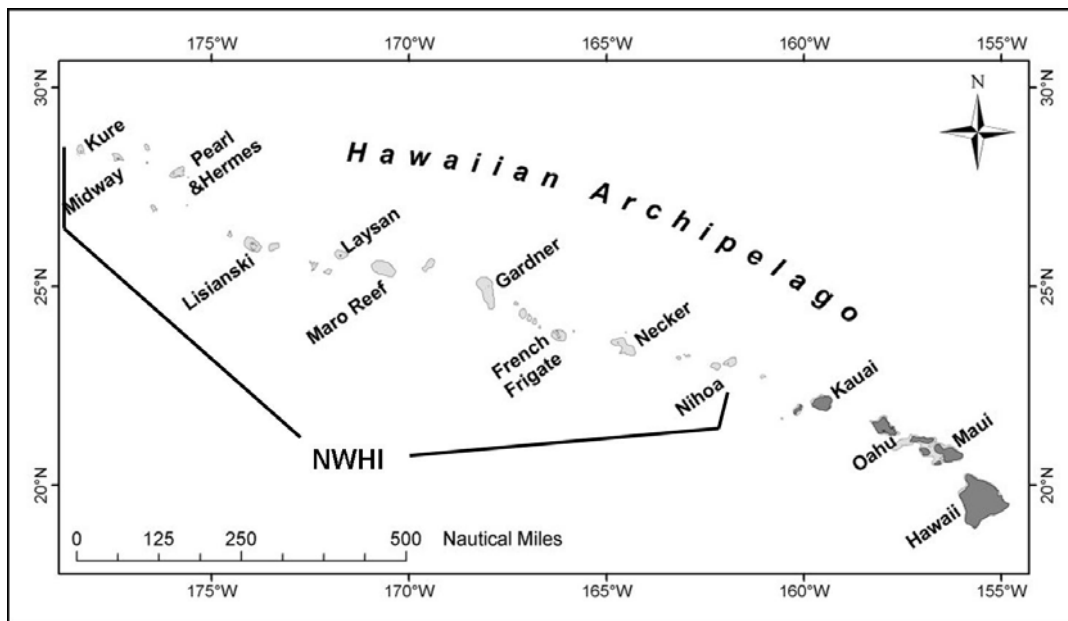 175°W 170°W 165°W 160°W 155°W
30°N
30°N
N
Hawaiian Archipelago
Kure
Midway
Pearl
&Hermes
Lisianski
Laysan
Maro Reef
Gardner
25°N
25°N
French
Frigate
Necker
Nihoa
Kauai
Oahu
Maui
Hawaii
NWHI
20°N
20°N
0 125 250 500 Nautical Miles
175°W 170°W 165°W 160°W 155°W